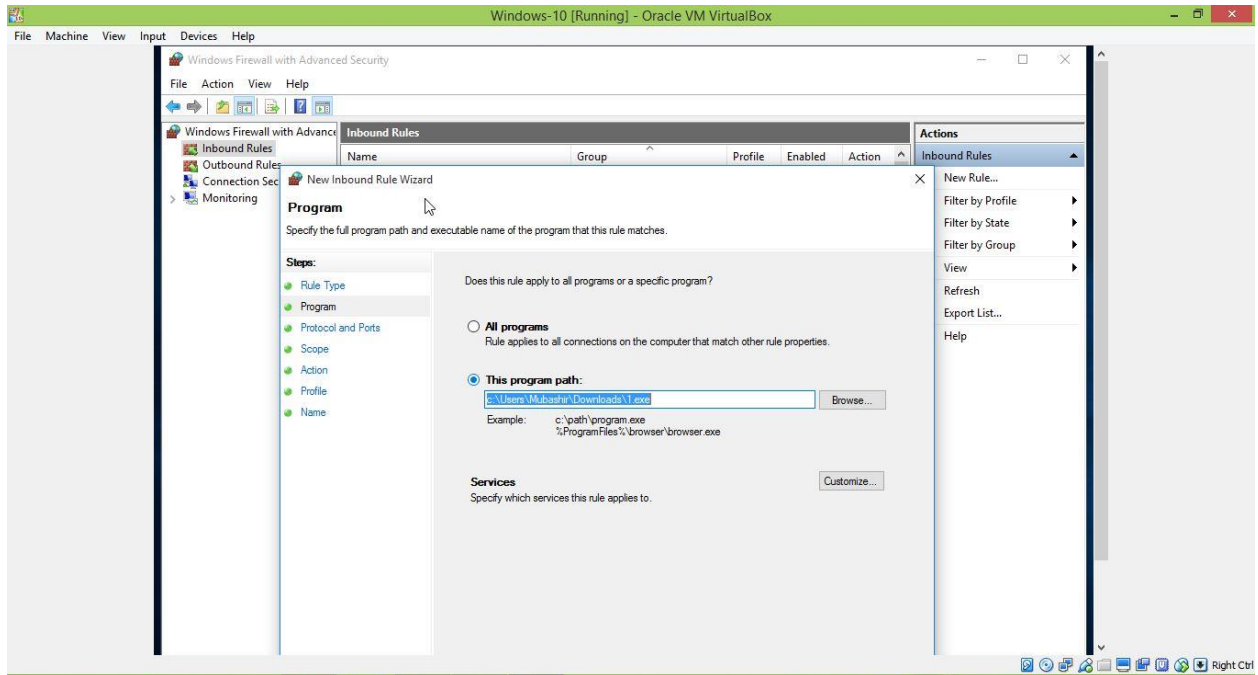 Windows-10 [Running] - Oracle VM VirtualBox
File Machine View Input Devices Help
Windows Firewall with Advanced Security
File Action View Help
Windows Firewall with Advance
Inbound Rules
Outbound Rules
Connection Sec
Monitoring
Inbound Rules
Name Group Profile Enabled Action
Actions
Inbound Rules
New Rule...
Filter by Profile
Filter by State
Filter by Group
View
Refresh
Export List...
Help
New Inbound Rule Wizard
Program
Specify the full program path and executable name of the program that this rule matches.
Steps:
Rule Type
Program
Protocol and Ports
Scope
Action
Profile
Name
Does this rule apply to all programs or a specific program?
All programs
Rule applies to all connections on the computer that match other rule properties.
This program path:
c:\Users\Mubashir\Downloads\1.exe
Browse...
Example: c:\path\program.exe
%ProgramFiles%\browser\browser.exe
Services
Customize...
Specify which services this rule applies to.
Right Ctrl